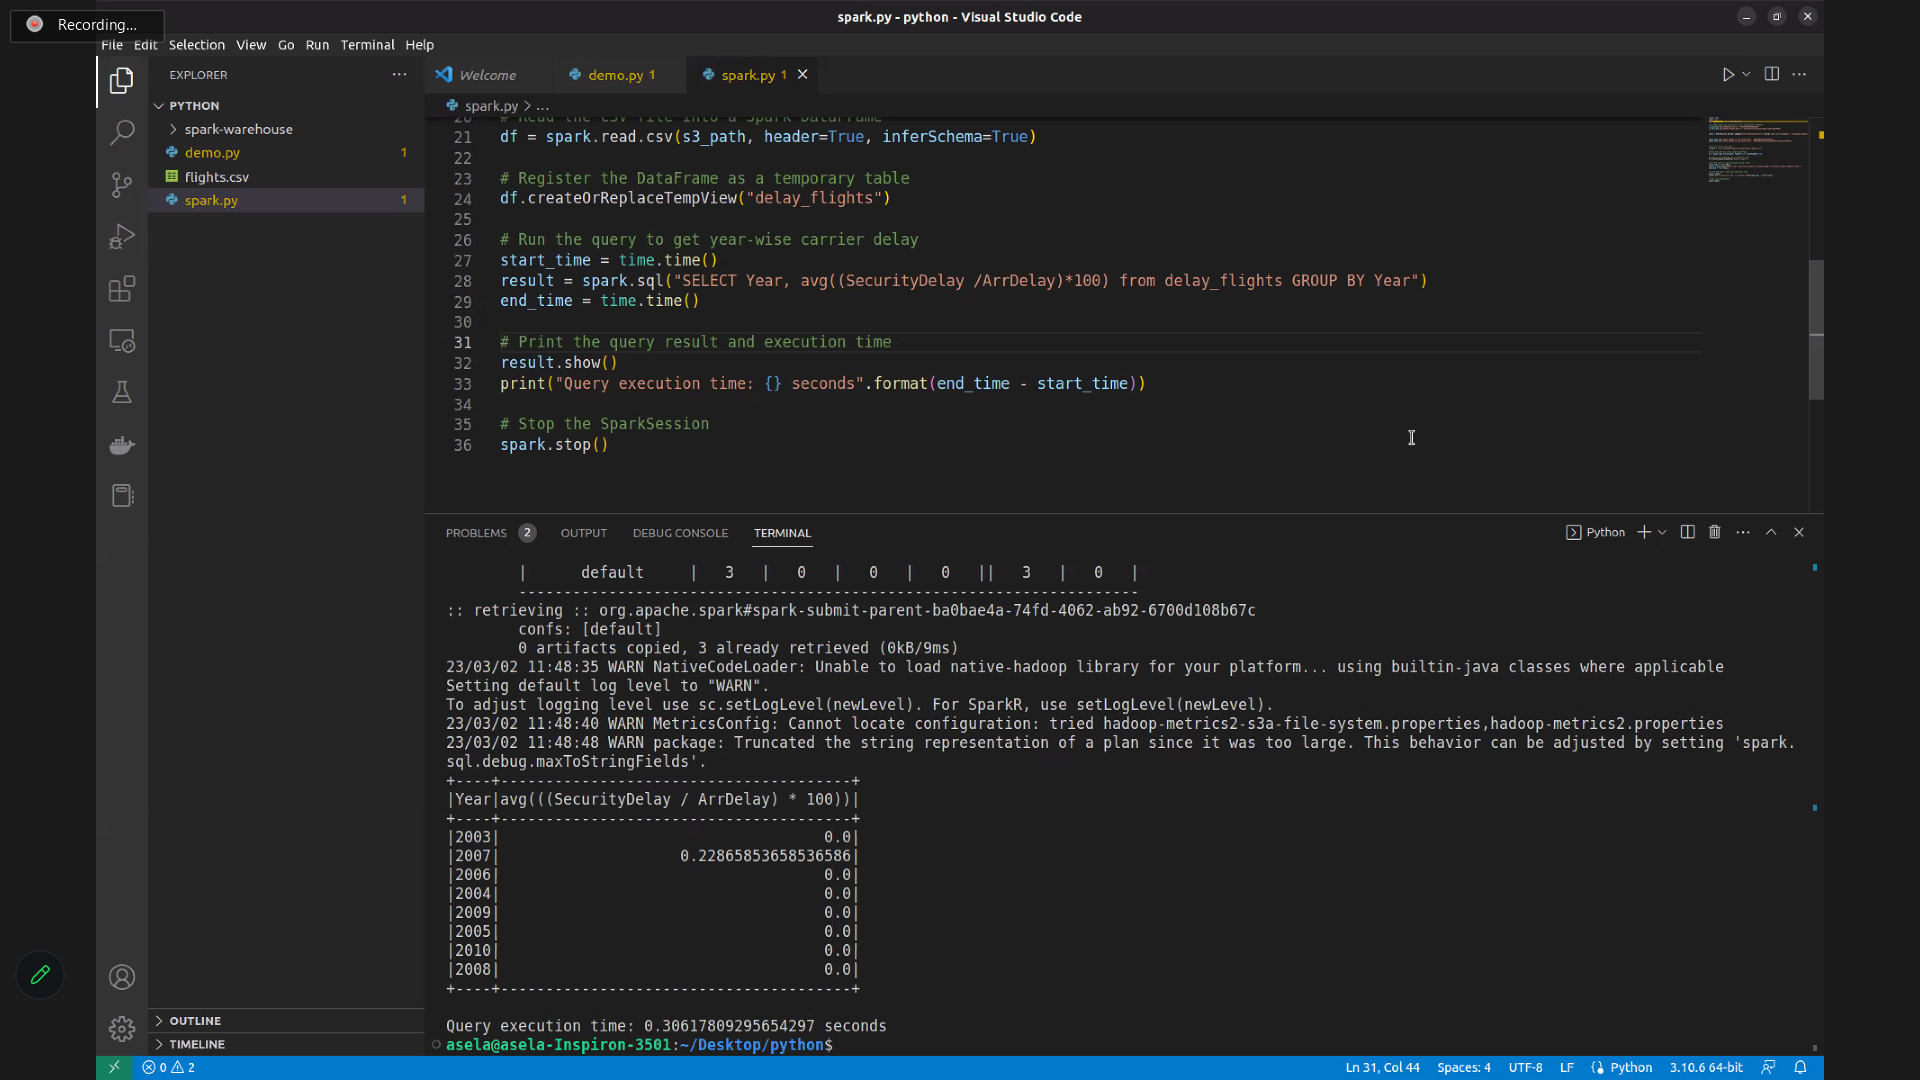 Recording...
spark.py - python - Visual Studio Code
File Edit Selection View Go Run Terminal Help
EXPLORER
Welcome
demo.py 1
spark.py 1
PYTHON
spark-warehouse
demo.py 1
flights.csv
spark.py 1
spark.py > ...
20 # Read the CSV file into a Spark DataFrame
21 df = spark.read.csv(s3_path, header=True, inferSchema=True)
22
23 # Register the DataFrame as a temporary table
24 df.createOrReplaceTempView("delay_flights")
25
26 # Run the query to get year-wise carrier delay
27 start_time = time.time()
28 result = spark.sql("SELECT Year, avg((SecurityDelay /ArrDelay)*100) from delay_flights GROUP BY Year")
29 end_time = time.time()
30
31 # Print the query result and execution time
32 result.show()
33 print("Query execution time: {} seconds".format(end_time - start_time))
34
35 # Stop the SparkSession
36 spark.stop()
PROBLEMS 2 OUTPUT DEBUG CONSOLE TERMINAL
Python
| default | 3 | 0 | 0 | 0 || 3 | 0 |
---------------------------------------------------------------------
:: retrieving :: org.apache.spark#spark-submit-parent-ba0bae4a-74fd-4062-ab92-6700d108b67c
confs: [default]
0 artifacts copied, 3 already retrieved (0kB/9ms)
23/03/02 11:48:35 WARN NativeCodeLoader: Unable to load native-hadoop library for your platform... using builtin-java classes where applicable
Setting default log level to "WARN".
To adjust logging level use sc.setLogLevel(newLevel). For SparkR, use setLogLevel(newLevel).
23/03/02 11:48:40 WARN MetricsConfig: Cannot locate configuration: tried hadoop-metrics2-s3a-file-system.properties,hadoop-metrics2.properties
23/03/02 11:48:48 WARN package: Truncated the string representation of a plan since it was too large. This behavior can be adjusted by setting 'spark.
sql.debug.maxToStringFields'.
+----+---------------------------------------+
|Year|avg(((SecurityDelay / ArrDelay) * 100))|
+----+---------------------------------------+
|2003| 0.0|
|2007| 0.22865853658536586|
|2006| 0.0|
|2004| 0.0|
|2009| 0.0|
|2005| 0.0|
|2010| 0.0|
|2008| 0.0|
+----+---------------------------------------+
Query execution time: 0.30617809295654297 seconds
asela@asela-Inspiron-3501:~/Desktop/python$
OUTLINE
TIMELINE
0 2
Ln 31, Col 44 Spaces: 4 UTF-8 LF Python 3.10.6 64-bit